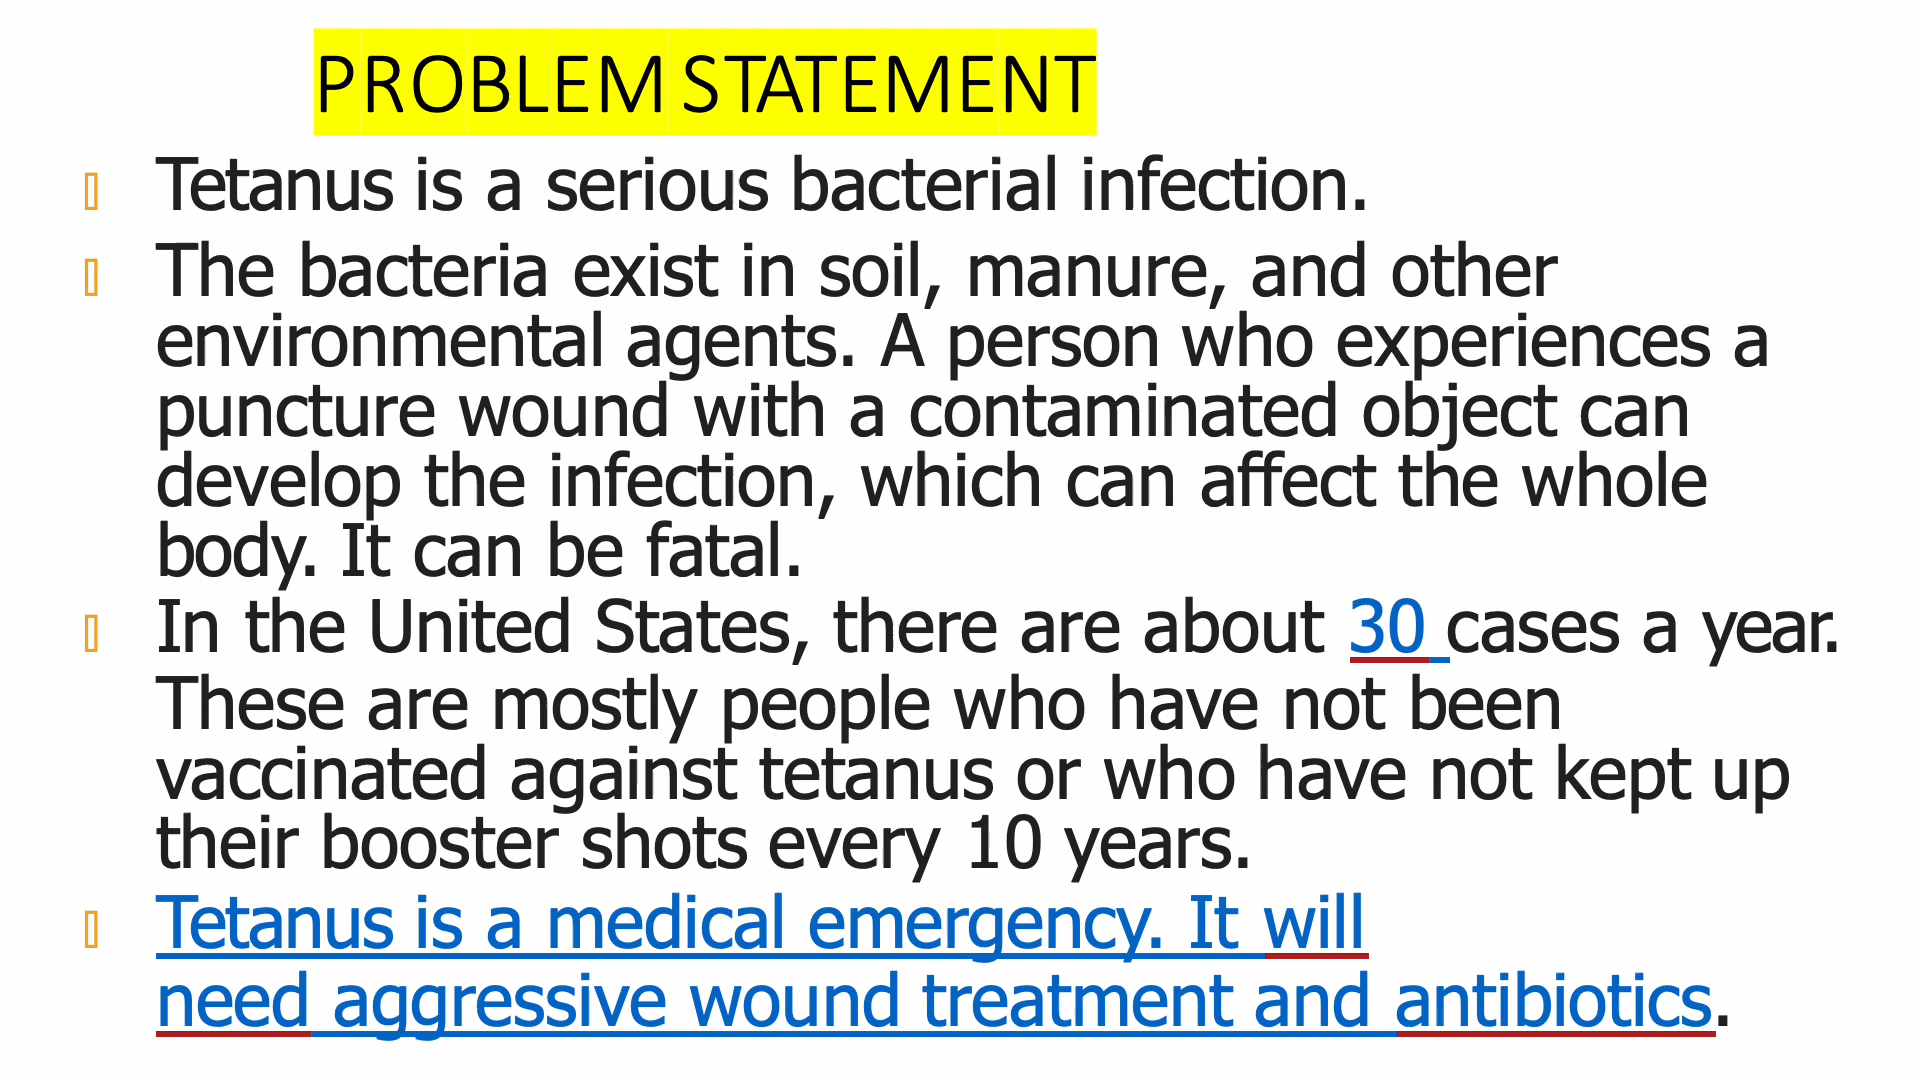 PROBLEM STATEMENT
Tetanus is a serious bacterial infection.
The bacteria exist in soil, manure, and other
environmental agents. A person who experiences a
puncture wound with a contaminated object can
develop the infection, which can affect the whole
body. It can be fatal.
In the United States, there are about 30 cases a year.
These are mostly people who have not been
vaccinated against tetanus or who have not kept up
their booster shots every 10 years.
Tetanus is a medical emergency. It will
need aggressive wound treatment and antibiotics.